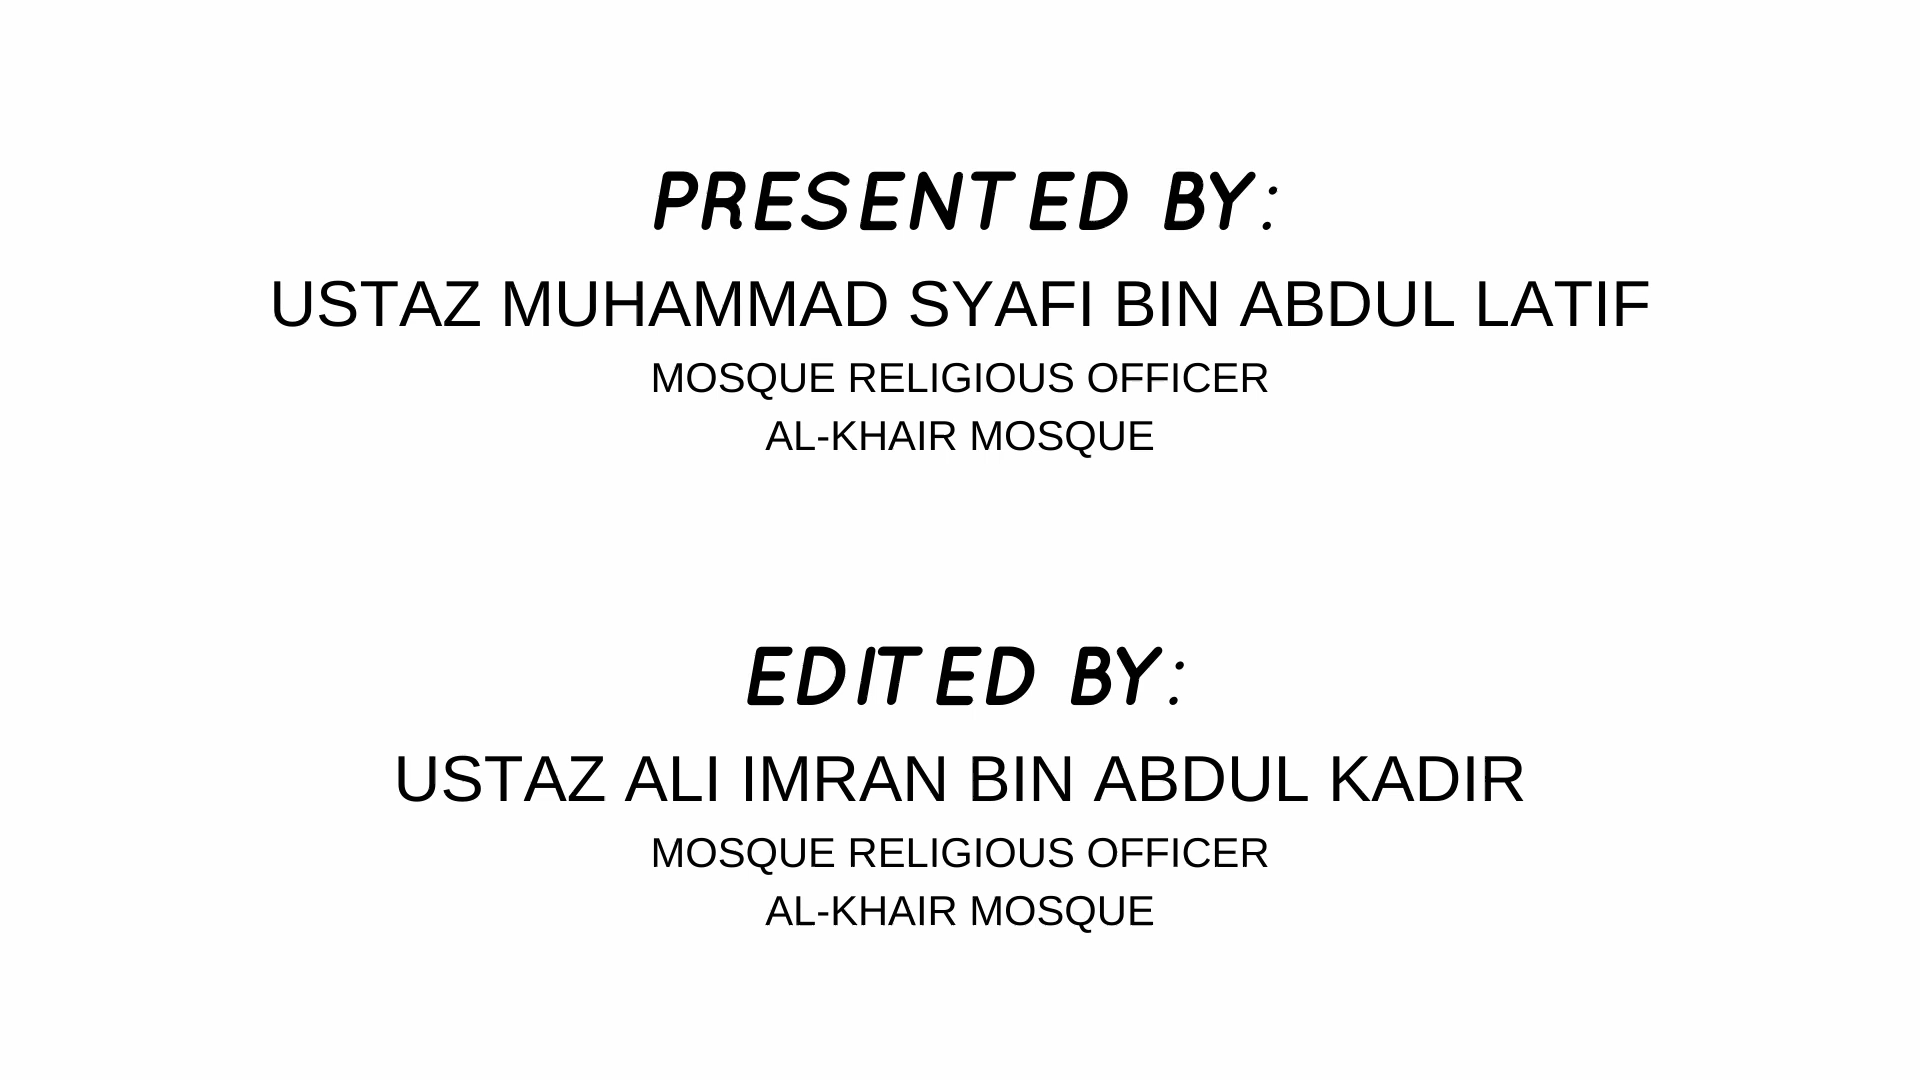 PRESENTED BY:
USTAZ MUHAMMAD SYAFI BIN ABDUL LATIF
MOSQUE RELIGIOUS OFFICER
AL-KHAIR MOSQUE
EDITED BY:
USTAZ ALI IMRAN BIN ABDUL KADIR
MOSQUE RELIGIOUS OFFICER
AL-KHAIR MOSQUE